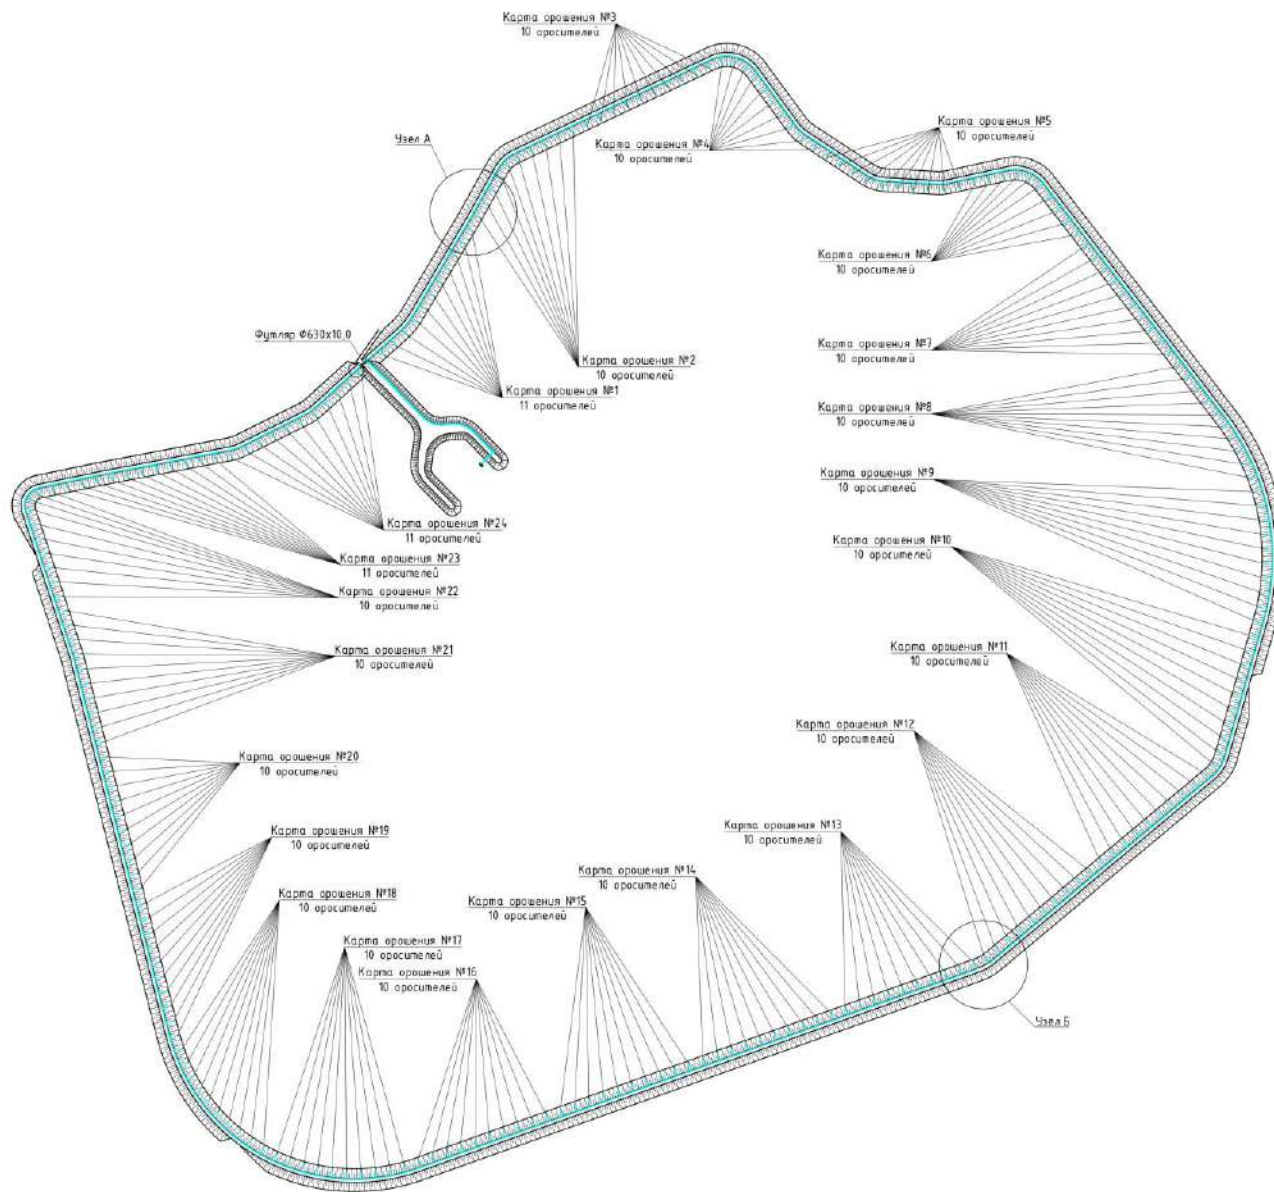 Карта орошения №3
10 оросителей
Карта орошения №5
10 оросителей
Узел А
Карта орошения №4
10 оросителей
Карта орошения №6
10 оросителей
Футляр Ф630х10,0
Карта орошения №7
10 оросителей
Карта орошения №2
10 оросителей
Карта орошения №1
11 оросителей
Карта орошения №8
10 оросителей
Карта орошения №9
10 оросителей
Карта орошения №24
11 оросителей
Карта орошения №10
10 оросителей
Карта орошения №23
11 оросителей
Карта орошения №22
10 оросителей
Карта орошения №11
10 оросителей
Карта орошения №21
10 оросителей
Карта орошения №12
10 оросителей
Карта орошения №20
10 оросителей
Карта орошения №13
10 оросителей
Карта орошения №19
10 оросителей
Карта орошения №14
10 оросителей
Карта орошения №18
10 оросителей
Карта орошения №15
10 оросителей
Карта орошения №17
10 оросителей
Карта орошения №16
10 оросителей
Узел Б